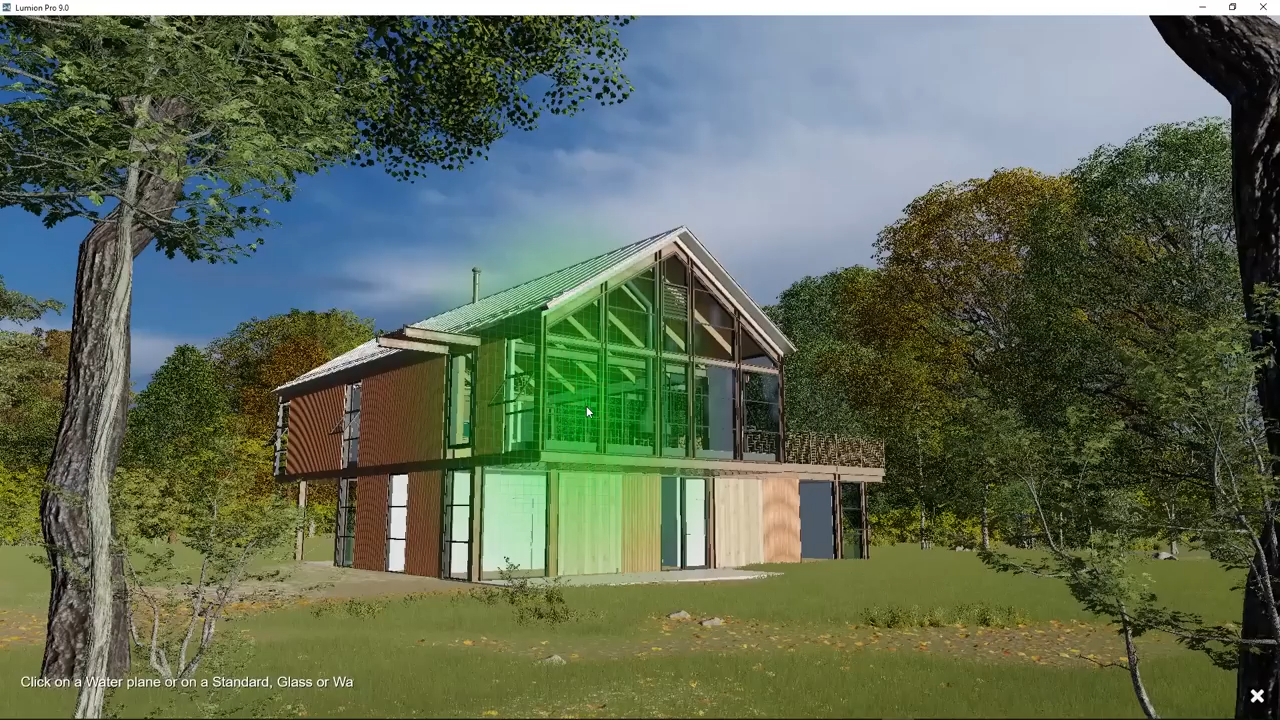 Lumion Pro 9.0
Click on a Water plane or on a Standard, Glass or Wa